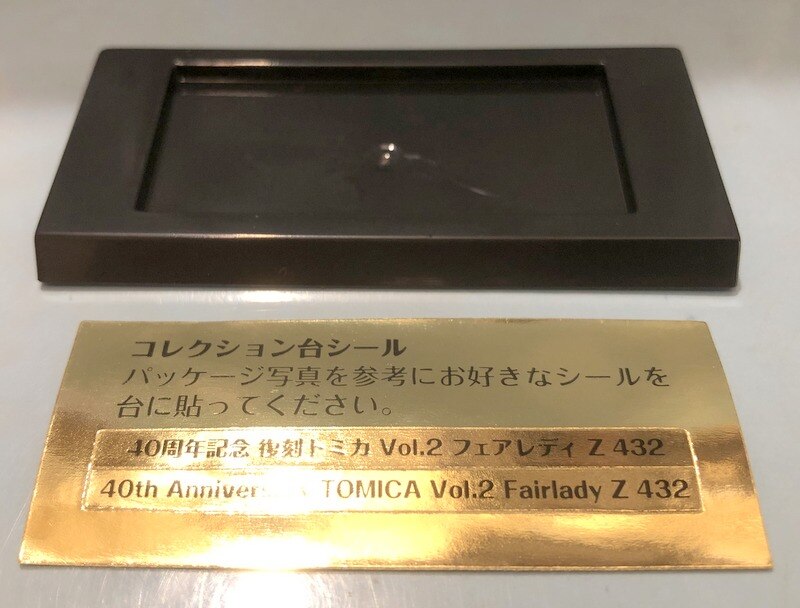 コレクション台シール
パッケージ写真を参考にお好きなシールを
台に貼ってください。
40周年記念 復刻トミカ Vol.2 フェアレディ Z 432
40th TOMICA Vol.2 Fairlady Z 432